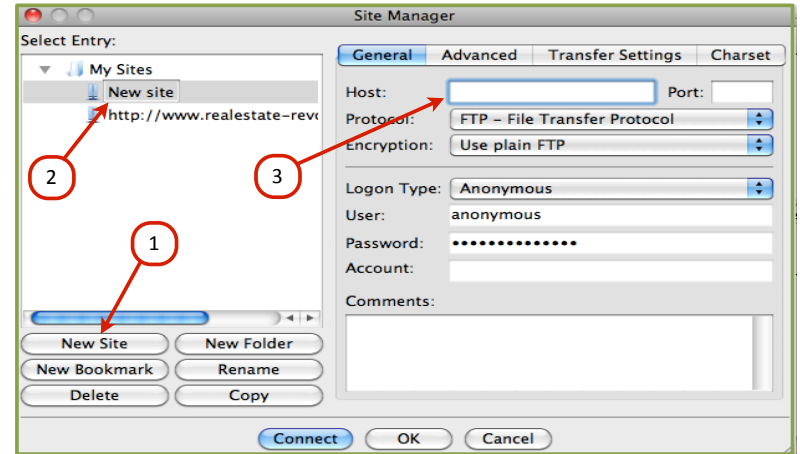 Site Manager
Select Entry:
My Sites
New site
http://www.realestate-revo
2
1
3
New Site
New Folder
New Bookmark
Rename
Delete
Copy
General Advanced Transfer Settings Charset
Host: Port:
Protocol: FTP – File Transfer Protocol
Encryption: Use plain FTP
Logon Type: Anonymous
User: anonymous
Password: ••••••••••••••
Account:
Comments:
Connect OK Cancel